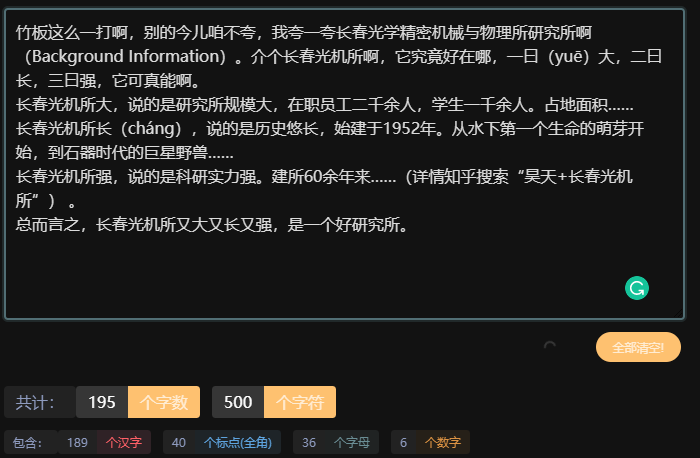 竹板这么一打啊，别的今儿咱不夸，我夸一夸长春光学精密机械与物理所研究所啊
（Background Information）。介个长春光机所啊，它究竟好在哪，一曰（yuē）大，二曰
长，三曰强，它可真能啊。
长春光机所大，说的是研究所规模大，在职员工二千余人，学生一千余人。占地面积……
长春光机所长（cháng），说的是历史悠长，始建于1952年。从水下第一个生命的萌芽开
始，到石器时代的巨星野兽……
长春光机所强，说的是科研实力强。建所60余年来……（详情知乎搜索“昊天+长春光机
所”） 。
总而言之，长春光机所又大又长又强，是一个好研究所。
全部清空!
共计： 195 个字数 500 个字符
包含： 189 个汉字 40 个标点(全角) 36 个字母 6 个数字